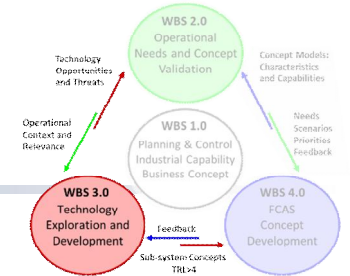 WBS 2.0
Operational
Needs and Concept
Validation
Technology
Opportunities
and Threats
Concept Models:
Characteristics
and Capabilities
Operational
Context and
Relevance
WBS 1.0
Planning & Control
Industrial Capability
Business Concept
Needs
Scenarios
Priorities
Feedback
WBS 3.0
Technology
Exploration and
Development
Feedback
Sub-system Concepts
TRL>4
WBS 4.0
FCAS
Concept
Development